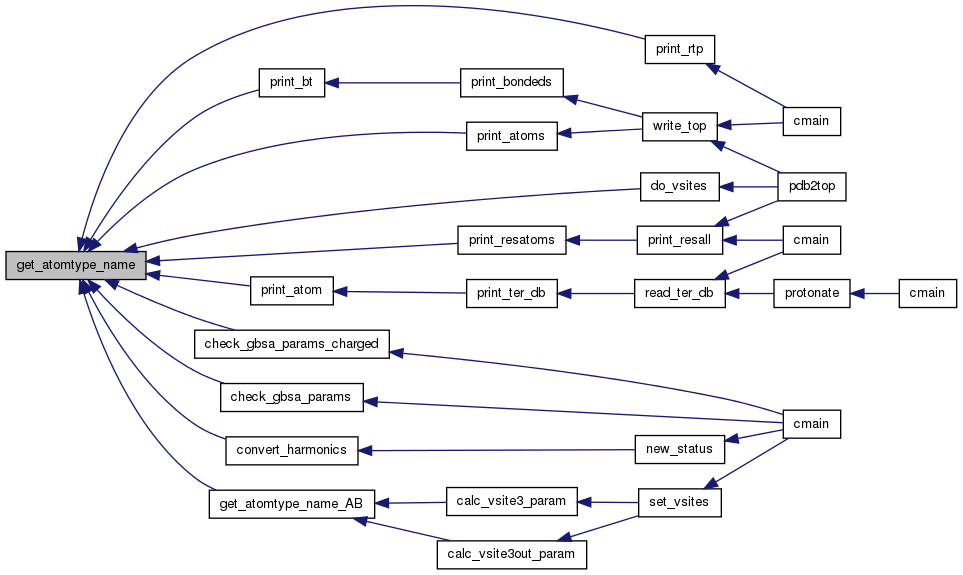 print_rtp
print_bt
print_bondeds
cmain
write_top
print_atoms
do_vsites
pdb2top
print_resatoms
print_resall
cmain
get_atomtype_name
print_atom
print_ter_db
read_ter_db
protonate
cmain
check_gbsa_params_charged
check_gbsa_params
cmain
convert_harmonics
new_status
get_atomtype_name_AB
calc_vsite3_param
set_vsites
calc_vsite3out_param